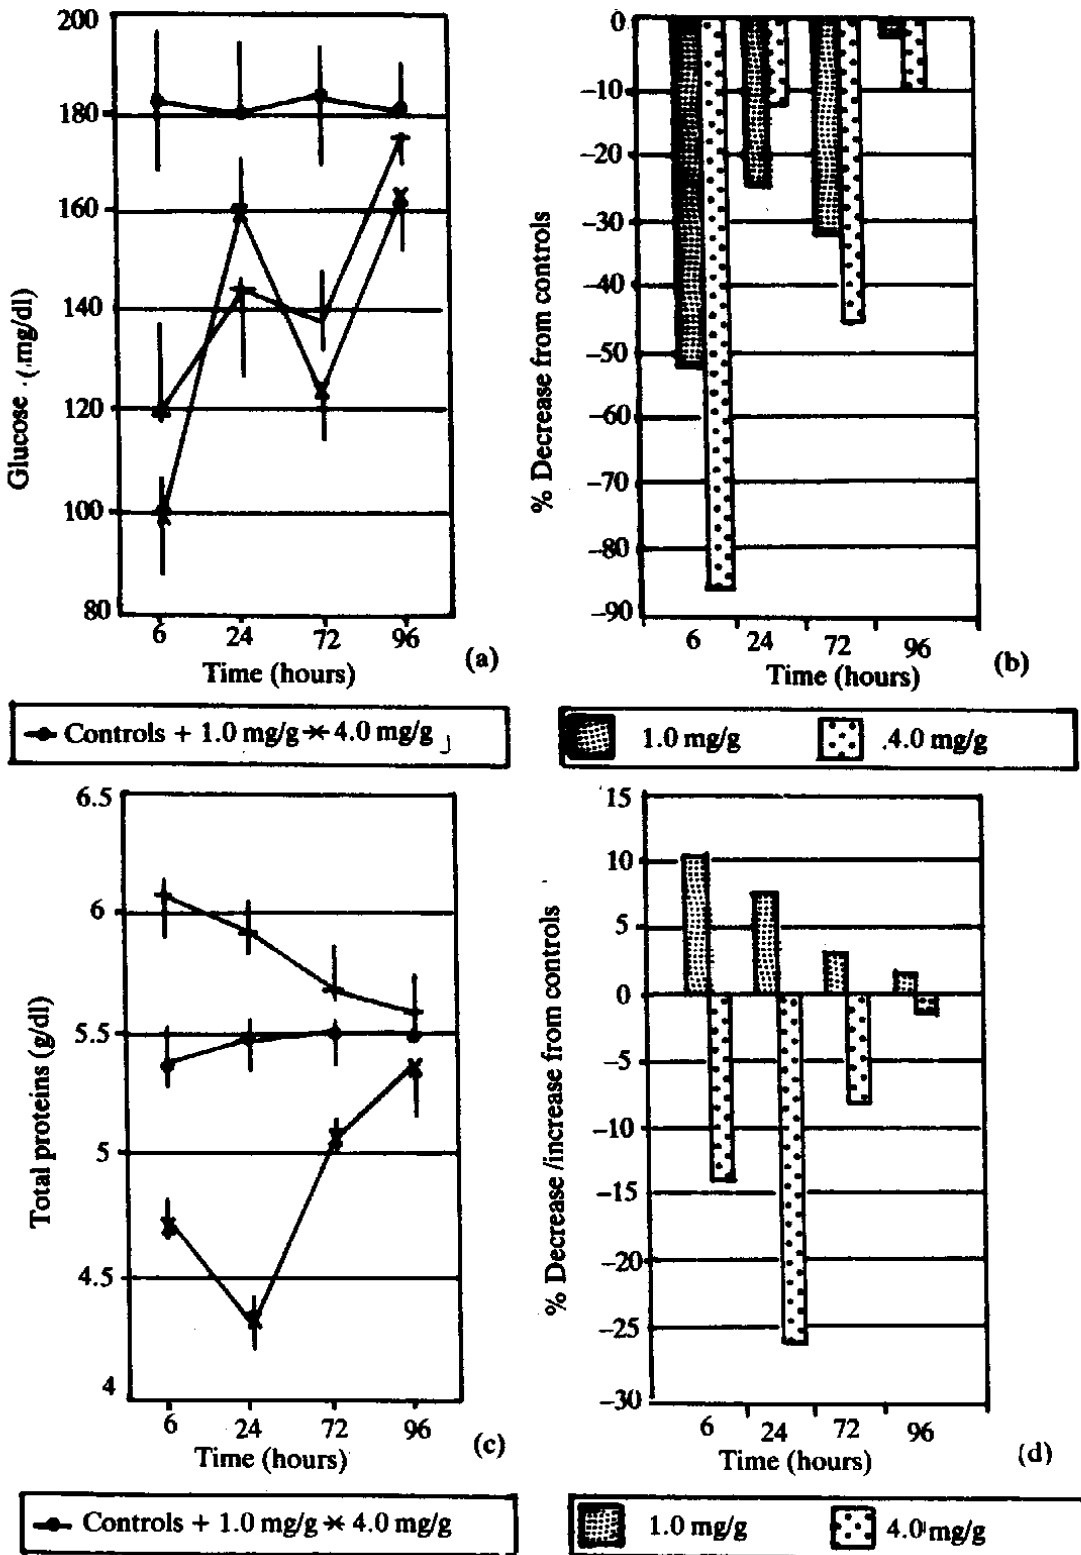 200
180
160
140
120
100
80
Glucose (mg/dl)
6 24 72 96
Time (hours)
(a)
0
−10
−20
−30
−40
−50
−60
−70
−80
−90
% Decrease from controls
6 24 72 96
Time (hours)
(b)
Controls + 1.0 mg/g 4.0 mg/g
1.0 mg/g .4.0 mg/g
6.5
6
5.5
5
4.5
4
Total proteins (g/dl)
6 24 72 96
Time (hours)
(c)
15
10
5
0
−5
−10
−15
−20
−25
−30
% Decrease /increase from controls
6 24 72 96
Time (hours)
(d)
Controls + 1.0 mg/g 4.0 mg/g
1.0 mg/g 4.0 mg/g